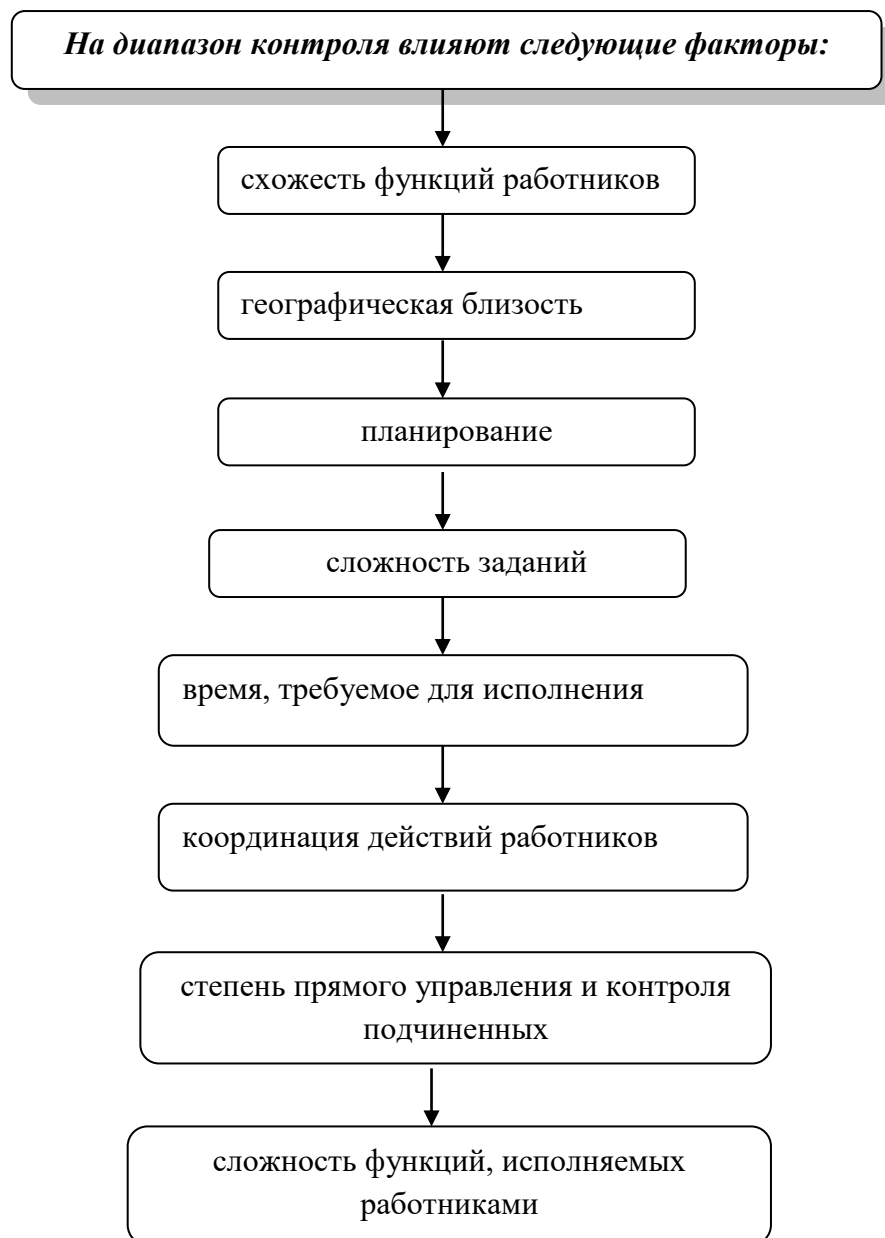 На диапазон контроля влияют следующие факторы:
схожесть функций работников
географическая близость
планирование
сложность заданий
время, требуемое для исполнения
координация действий работников
степень прямого управления и контроля
подчиненных
сложность функций, исполняемых
работниками